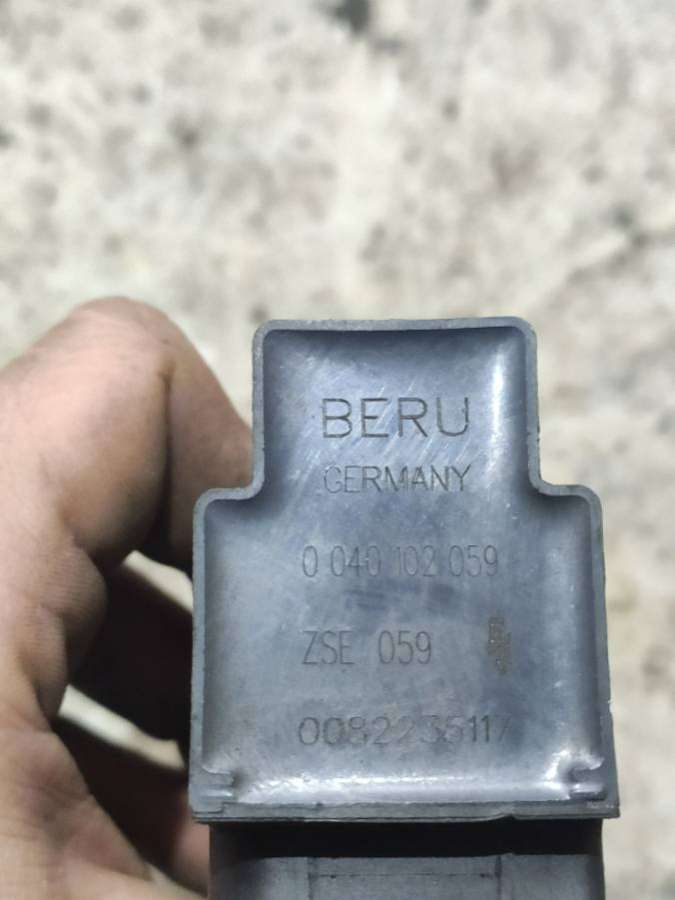 BERU
GERMANY
0 040 102 059
ZSE 059
0082235117